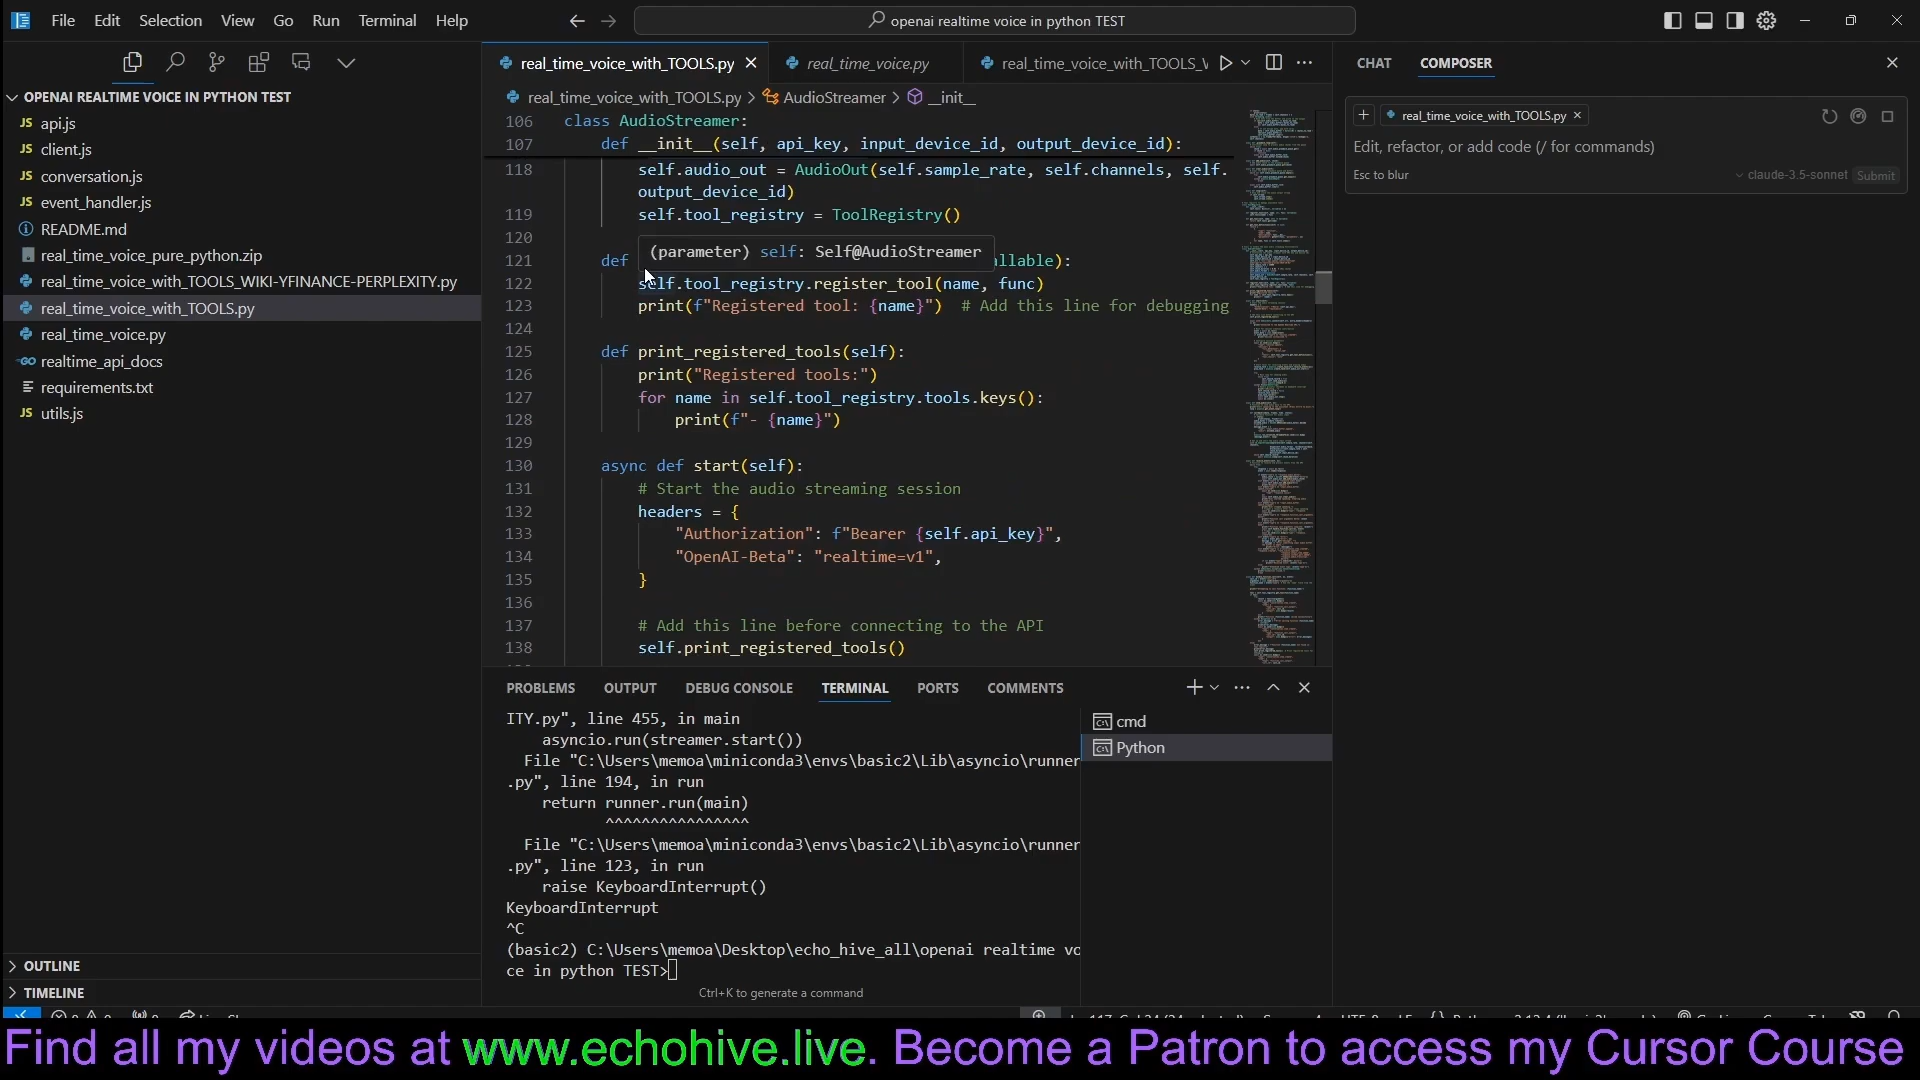 File Edit Selection View Go Run Terminal Help
openai realtime voice in python TEST
OPENAI REALTIME VOICE IN PYTHON TEST
JS api.js
JS client.js
JS conversation.js
JS event_handler.js
README.md
real_time_voice_pure_python.zip
real_time_voice_with_TOOLS_WIKI-YFINANCE-PERPLEXITY.py
real_time_voice_with_TOOLS.py
real_time_voice.py
GO realtime_api_docs
requirements.txt
JS utils.js
OUTLINE
TIMELINE
real_time_voice_with_TOOLS.py real_time_voice.py real_time_voice_with_TOOLS_
real_time_voice_with_TOOLS.py > AudioStreamer > __init__
106 class AudioStreamer:
107 def __init__(self, api_key, input_device_id, output_device_id):
118 self.audio_out = AudioOut(self.sample_rate, self.channels, self.
output_device_id)
119 self.tool_registry = ToolRegistry()
120
(parameter) self: Self@AudioStreamer
121 def allable):
122 self.tool_registry.register_tool(name, func)
123 print(f"Registered tool: {name}") # Add this line for debugging
124
125 def print_registered_tools(self):
126 print("Registered tools:")
127 for name in self.tool_registry.tools.keys():
128 print(f"- {name}")
129
130 async def start(self):
131 # Start the audio streaming session
132 headers = {
133 "Authorization": f"Bearer {self.api_key}",
134 "OpenAI-Beta": "realtime=v1",
135 }
136
137 # Add this line before connecting to the API
138 self.print_registered_tools()
PROBLEMS OUTPUT DEBUG CONSOLE TERMINAL PORTS COMMENTS
ITY.py", line 455, in main
asyncio.run(streamer.start())
File "C:\Users\memoa\miniconda3\envs\basic2\Lib\asyncio\runner
.py", line 194, in run
return runner.run(main)
^^^^^^^^^^^^^^^^
File "C:\Users\memoa\miniconda3\envs\basic2\Lib\asyncio\runner
.py", line 123, in run
raise KeyboardInterrupt()
KeyboardInterrupt
^C
(basic2) C:\Users\memoa\Desktop\echo_hive_all\openai realtime vo
ce in python TEST>
Ctrl+K to generate a command
cmd
Python
CHAT COMPOSER
+ real_time_voice_with_TOOLS.py
Edit, refactor, or add code (/ for commands)
Esc to blur claude-3.5-sonnet Submit
Find all my videos at www.echohive.live. Become a Patron to access my Cursor Course